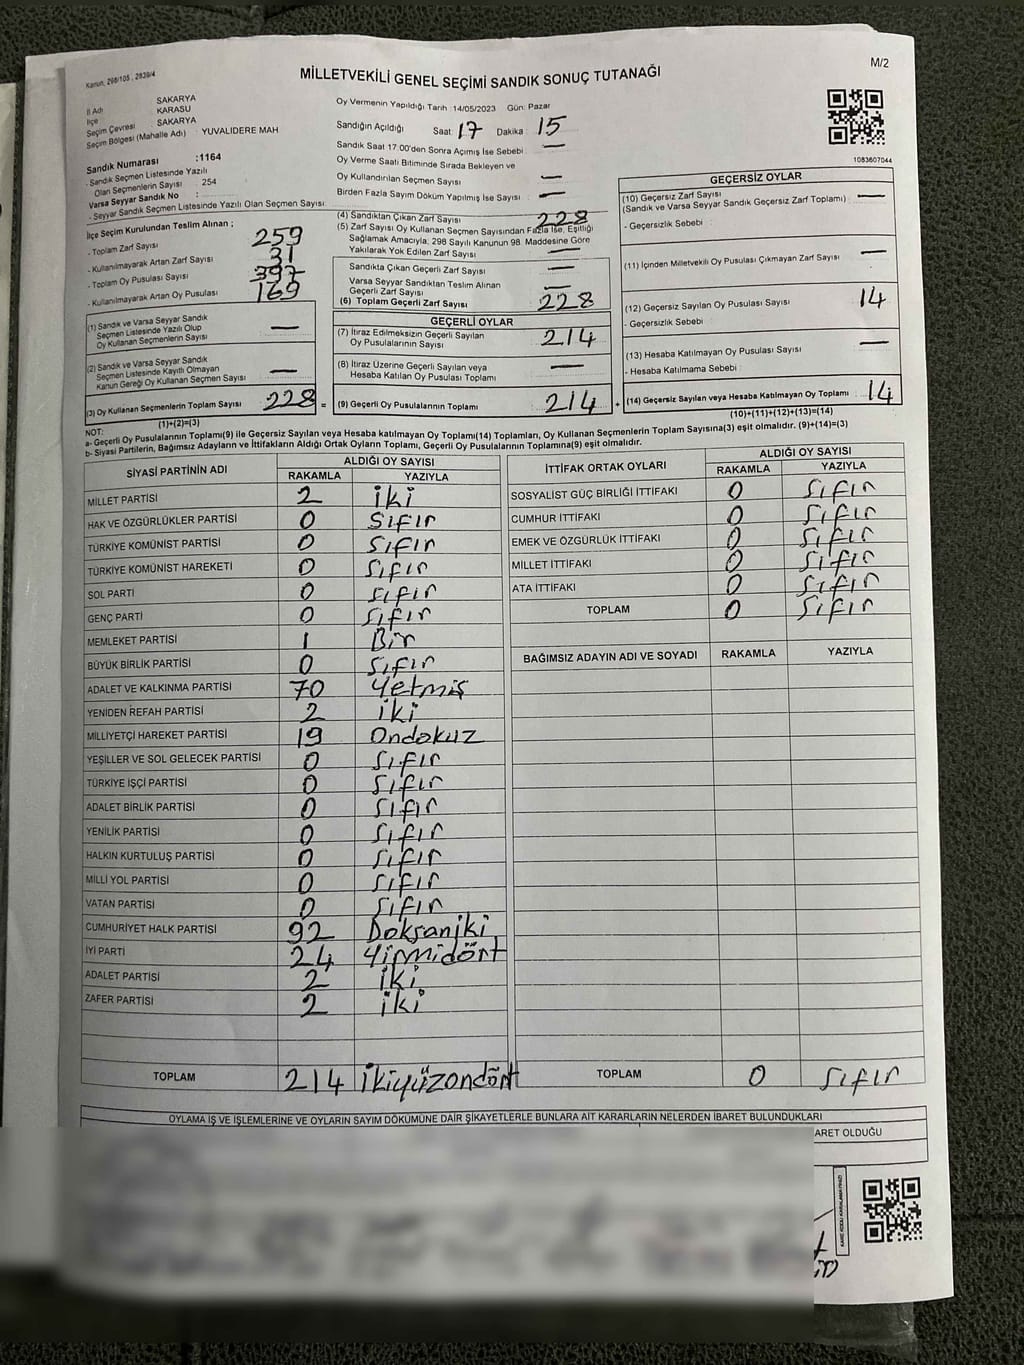 Kanun, 298/105 , 2839/4
MİLLETVEKİLİ GENEL SEÇİMİ SANDIK SONUÇ TUTANAĞI
M/2
İl Adı SAKARYA
İlçe KARASU
Seçim Çevresi SAKARYA
Seçim Bölgesi (Mahalle Adı) : YUVALIDERE MAH
Sandık Numarası :1164
- Sandık Seçmen Listesinde Yazılı
Olan Seçmenlerin Sayısı : 254
Varsa Seyyar Sandık No :
- Seyyar Sandık Seçmen Listesinde Yazılı Olan Seçmen Sayısı:
Oy Vermenin Yapıldığı Tarih :14/05/2023 Gün: Pazar
Sandığın Açıldığı Saat 17 Dakika : 15
Sandık Saat 17.00'den Sonra Açımış İse Sebebi : —
Oy Verme Saati Bitiminde Sırada Bekleyen ve
Oy Kullandırılan Seçmen Sayısı : —
Birden Fazla Sayım Döküm Yapılmış İse Sayısı : —
1083607044
İlçe Seçim Kurulundan Teslim Alınan ;
- Toplam Zarf Sayısı 259
- Kullanılmayarak Artan Zarf Sayısı 31
- Toplam Oy Pusulası Sayısı 397
- Kullanılmayarak Artan Oy Pusulası 169
(1) Sandık ve Varsa Seyyar Sandık
Seçmen Listesinde Yazılı Olup
Oy Kullanan Seçmenlerin Sayısı —
(2) Sandık ve Varsa Seyyar Sandık
Seçmen Listesinde Kayıtlı Olmayan
Kanun Gereği Oy Kullanan Seçmen Sayısı —
(3) Oy Kullanan Seçmenlerin Toplam Sayısı 228 =
(1)+(2)=(3)
(4) Sandıktan Çıkan Zarf Sayısı 228
(5) Zarf Sayısı Oy Kullanan Seçmen Sayısından Fazla İse, Eşitliği
Sağlamak Amacıyla; 298 Sayılı Kanunun 98. Maddesine Göre
Yakılarak Yok Edilen Zarf Sayısı —
Sandıkta Çıkan Geçerli Zarf Sayısı —
Varsa Seyyar Sandıktan Teslim Alınan
Geçerli Zarf Sayısı —
(6) Toplam Geçerli Zarf Sayısı 228
GEÇERLİ OYLAR
(7) İtiraz Edilmeksizin Geçerli Sayılan
Oy Pusulalarının Sayısı 214
(8) İtiraz Üzerine Geçerli Sayılan veya
Hesaba Katılan Oy Pusulası Toplamı —
(9) Geçerli Oy Pusulalarının Toplamı 214 +
GEÇERSİZ OYLAR
(10) Geçersiz Zarf Sayısı
(Sandık ve Varsa Seyyar Sandık Geçersiz Zarf Toplamı) : —
- Geçersizlik Sebebi :
(11) İçinden Milletvekili Oy Pusulası Çıkmayan Zarf Sayısı —
(12) Geçersiz Sayılan Oy Pusulası Sayısı 14
- Geçersizlik Sebebi
(13) Hesaba Katılmayan Oy Pusulası Sayısı —
- Hesaba Katılmama Sebebi
(14) Geçersiz Sayılan veya Hesaba Katılmayan Oy Toplamı 14
(10)+(11)+(12)+(13)=(14)
NOT:
a- Geçerli Oy Pusulalarının Toplamı(9) ile Geçersiz Sayılan veya Hesaba Katılmayan Oy Toplamı(14) Toplamları, Oy Kullanan Seçmenlerin Toplam Sayısına(3) eşit olmalıdır. (9)+(14)=(3)
b- Siyasi Partilerin, Bağımsız Adayların ve İttifakların Aldığı Oyların Ortak Oyların Toplamı, Geçerli Oy Pusulalarının Toplamına(9) eşit olmalıdır.
SİYASİ PARTİNİN ADI ALDIĞI OY SAYISI
RAKAMLA YAZIYLA
MİLLET PARTİSİ 2 iki
HAK VE ÖZGÜRLÜKLER PARTİSİ 0 Sıfır
TÜRKİYE KOMÜNİST PARTİSİ 0 Sıfır
TÜRKİYE KOMÜNİST HAREKETİ 0 Sıfır
SOL PARTİ 0 Sıfır
GENÇ PARTİ 0 Sıfır
MEMLEKET PARTİSİ 1 Bir
BÜYÜK BİRLİK PARTİSİ 0 Sıfır
ADALET VE KALKINMA PARTİSİ 70 Yetmiş
YENİDEN REFAH PARTİSİ 2 iki
MİLLİYETÇİ HAREKET PARTİSİ 19 Ondokuz
YEŞİLLER VE SOL GELECEK PARTİSİ 0 Sıfır
TÜRKİYE İŞÇİ PARTİSİ 0 Sıfır
ADALET BİRLİK PARTİSİ 0 Sıfır
YENİLİK PARTİSİ 0 Sıfır
HALKIN KURTULUŞ PARTİSİ 0 Sıfır
MİLLİ YOL PARTİSİ 0 Sıfır
VATAN PARTİSİ 0 Sıfır
CUMHURİYET HALK PARTİSİ 92 Doksaniki
İYİ PARTİ 24 Yirmidört
ADALET PARTİSİ 2 iki
ZAFER PARTİSİ 2 iki
TOPLAM 214 ikiyüzondört
İTTİFAK ORTAK OYLARI ALDIĞI OY SAYISI
RAKAMLA YAZIYLA
SOSYALİST GÜÇ BİRLİĞİ İTTİFAKI 0 Sıfır
CUMHUR İTTİFAKI 0 Sıfır
EMEK VE ÖZGÜRLÜK İTTİFAKI 0 Sıfır
MİLLET İTTİFAKI 0 Sıfır
ATA İTTİFAKI 0 Sıfır
TOPLAM 0 Sıfır
BAĞIMSIZ ADAYIN ADI VE SOYADI RAKAMLA YAZIYLA
TOPLAM 0 Sıfır
OYLAMA İŞ VE İŞLEMLERİNE VE OYLARIN SAYIM DÖKÜMÜNE DAİR ŞİKAYETLERLE BUNLARA AİT KARARLARIN NELERDEN İBARET BULUNDUKLARI
ARET OLDUĞU